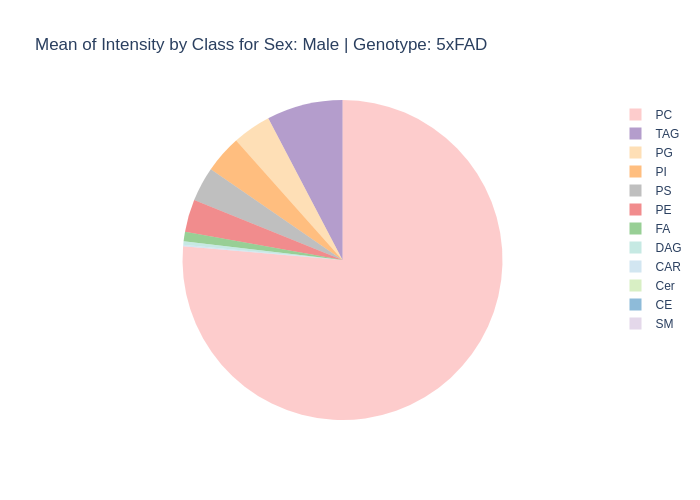 Mean of Intensity by Class for Sex: Male | Genotype: 5xFAD
PC
TAG
PG
PI
PS
PE
FA
DAG
CAR
Cer
CE
SM